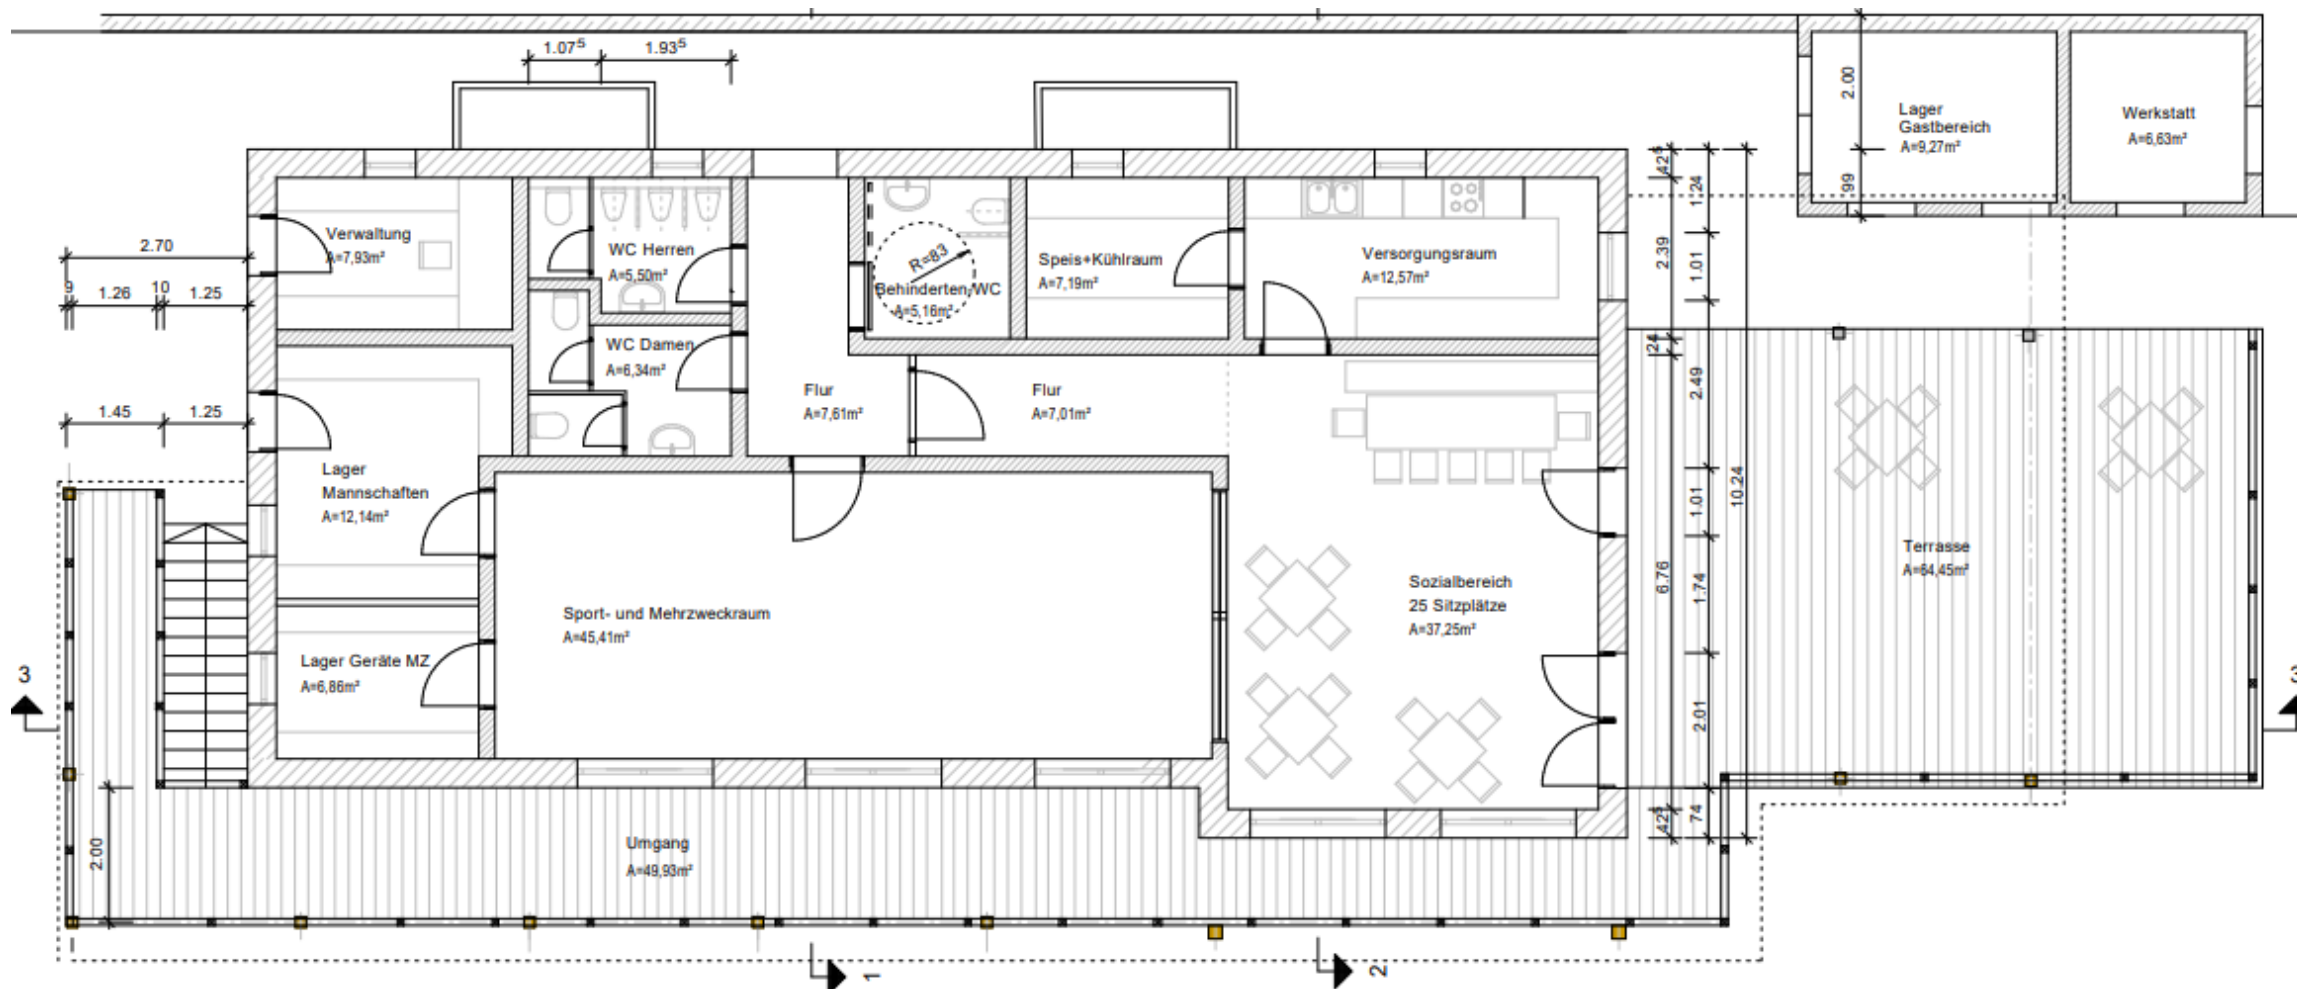 1.07⁵
1.93⁵
2.00
Lager
Gastbereich
A=9,27m²
Werkstatt
A=6,63m²
99
2.70
9
1.26
10
1.25
1.45
1.25
Verwaltung
A=7,93m²
WC Herren
A=5,50m²
R=83
Behinderten/WC
A=5,16m²
Speis+Kühlraum
A=7,19m²
Versorgungsraum
A=12,57m²
42⁵
1.24
2.39
1.01
24
2.49
10.24
1.01
6.76
1.74
2.01
42⁵
74
WC Damen
A=6,34m²
Flur
A=7,61m²
Flur
A=7,01m²
Lager
Mannschaften
A=12,14m²
Terrasse
A=64,45m²
Sozialbereich
25 Sitzplätze
A=37,25m²
Sport- und Mehrzweckraum
A=45,41m²
Lager Geräte MZ
A=6,86m²
3
3
2.00
Umgang
A=49,93m²
1
2